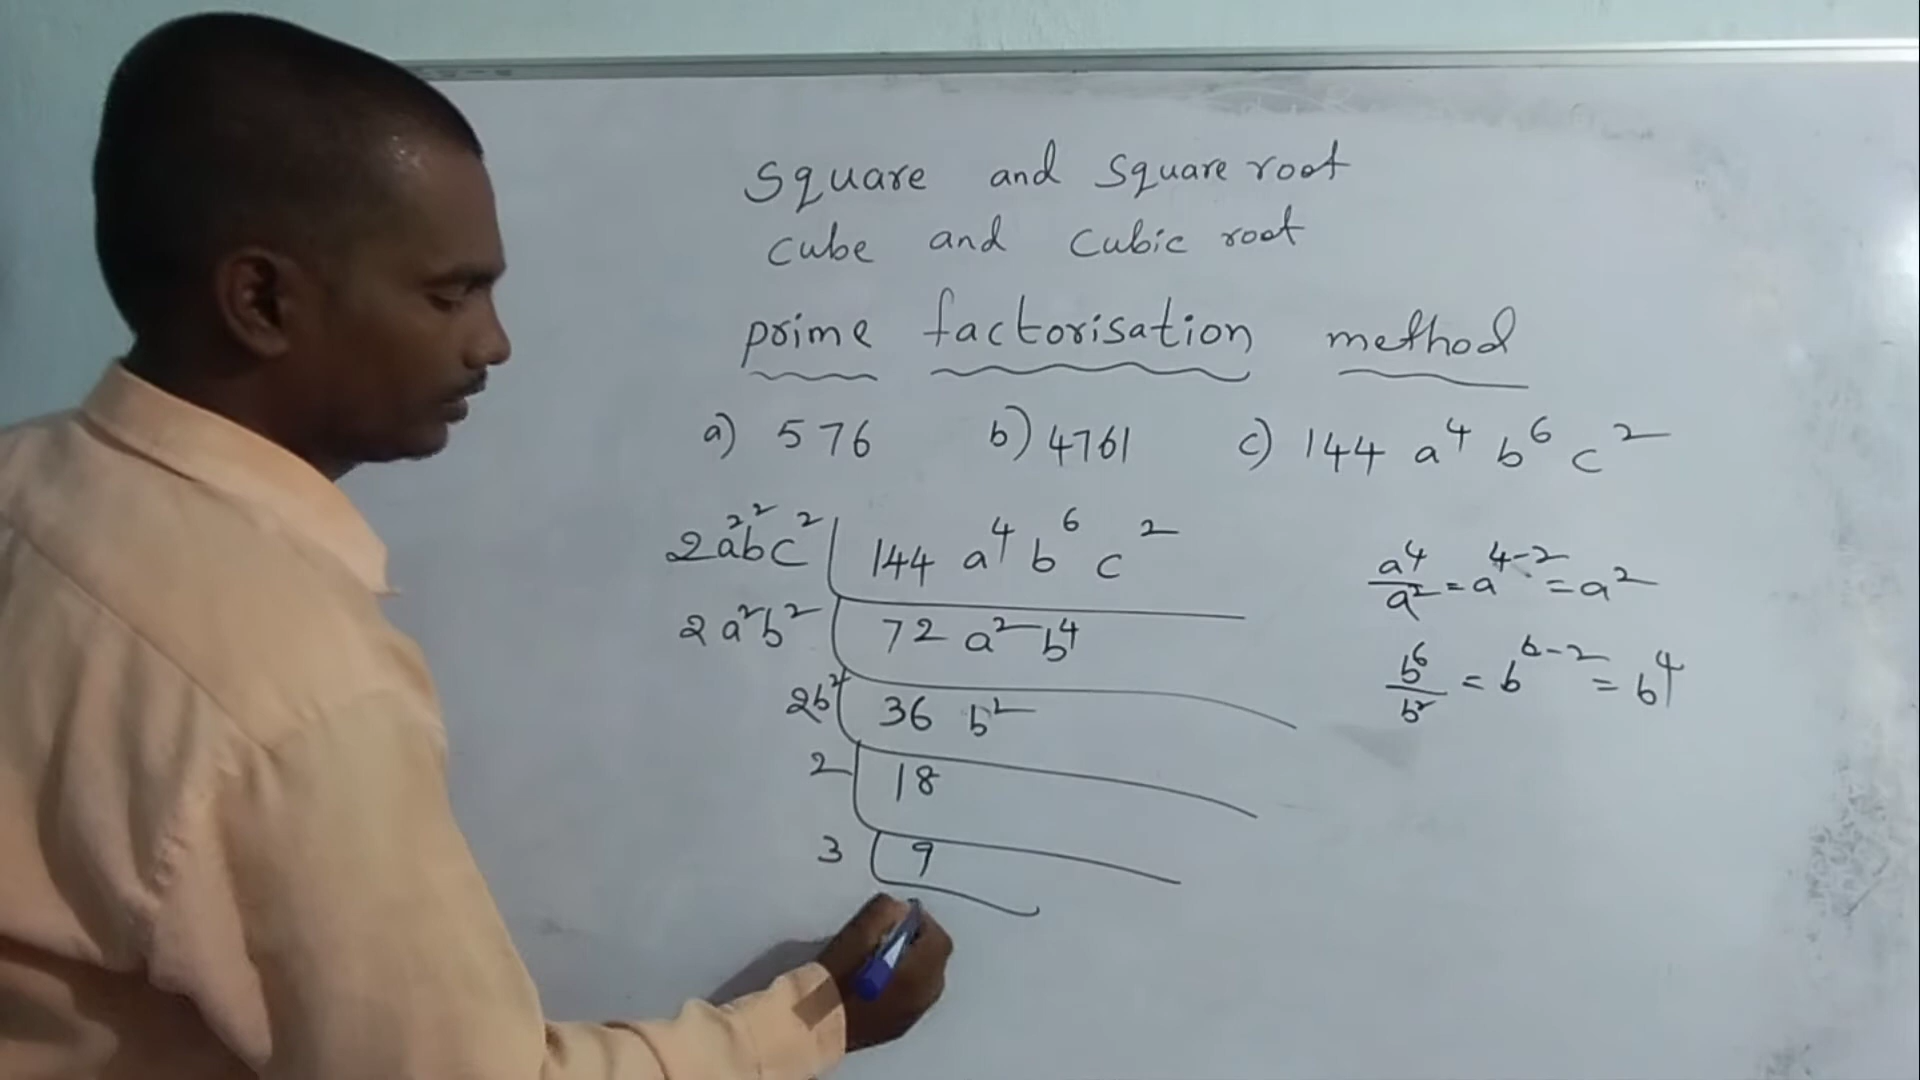 Square and Square root
Cube and Cubic root
prime factorisation method
a) 576 b) 4761 c) 144 a⁴ b⁶ c²
2a²b²c² 144 a⁴ b⁶ c²
2a²b² 72 a² b⁴
2b² 36 b²
2 18
3 9
a⁴/a² = a⁴⁻² = a²
b⁶/b² = b⁶⁻² = b⁴